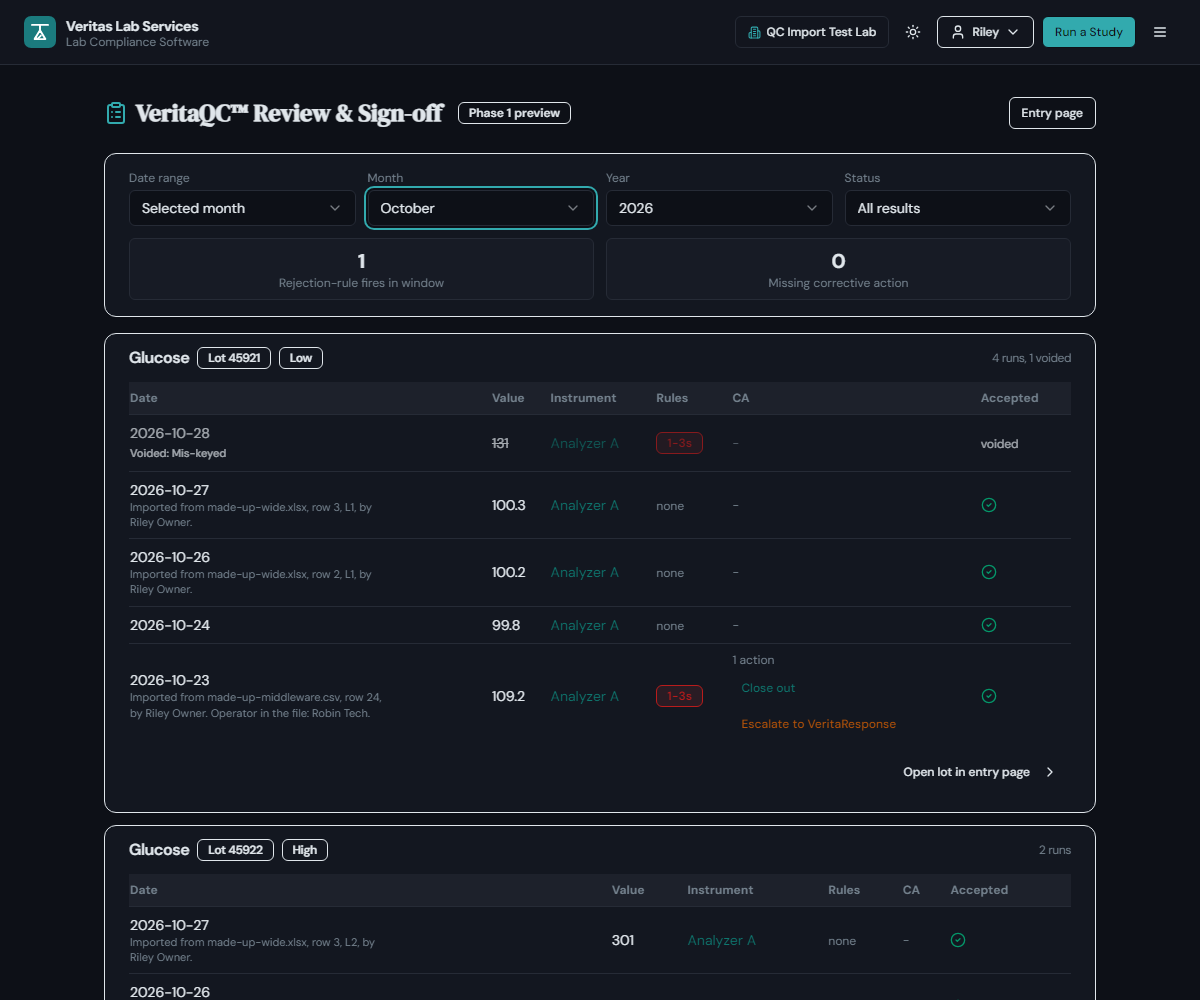 Veritas Lab Services
Lab Compliance Software
QC Import Test Lab
Riley
Run a Study
VeritaQC™ Review & Sign-off
Phase 1 preview
Entry page
Date range
Month
Year
Status
Selected month
October
2026
All results
1
Rejection-rule fires in window
0
Missing corrective action
Glucose
Lot 45921
Low
4 runs, 1 voided
Date Value Instrument Rules CA Accepted
2026-10-28
Voided: Mis-keyed
131 Analyzer A 1-3s - voided
2026-10-27
Imported from made-up-wide.xlsx, row 3, L1, by
Riley Owner.
100.3 Analyzer A none -
2026-10-26
Imported from made-up-wide.xlsx, row 2, L1, by
Riley Owner.
100.2 Analyzer A none -
2026-10-24 99.8 Analyzer A none -
2026-10-23
Imported from made-up-middleware.csv, row 24,
by Riley Owner. Operator in the file: Robin Tech.
109.2 Analyzer A 1-3s
1 action
Close out
Escalate to VeritaResponse
Open lot in entry page
Glucose
Lot 45922
High
2 runs
Date Value Instrument Rules CA Accepted
2026-10-27
Imported from made-up-wide.xlsx, row 3, L2, by
Riley Owner.
301 Analyzer A none -
2026-10-26